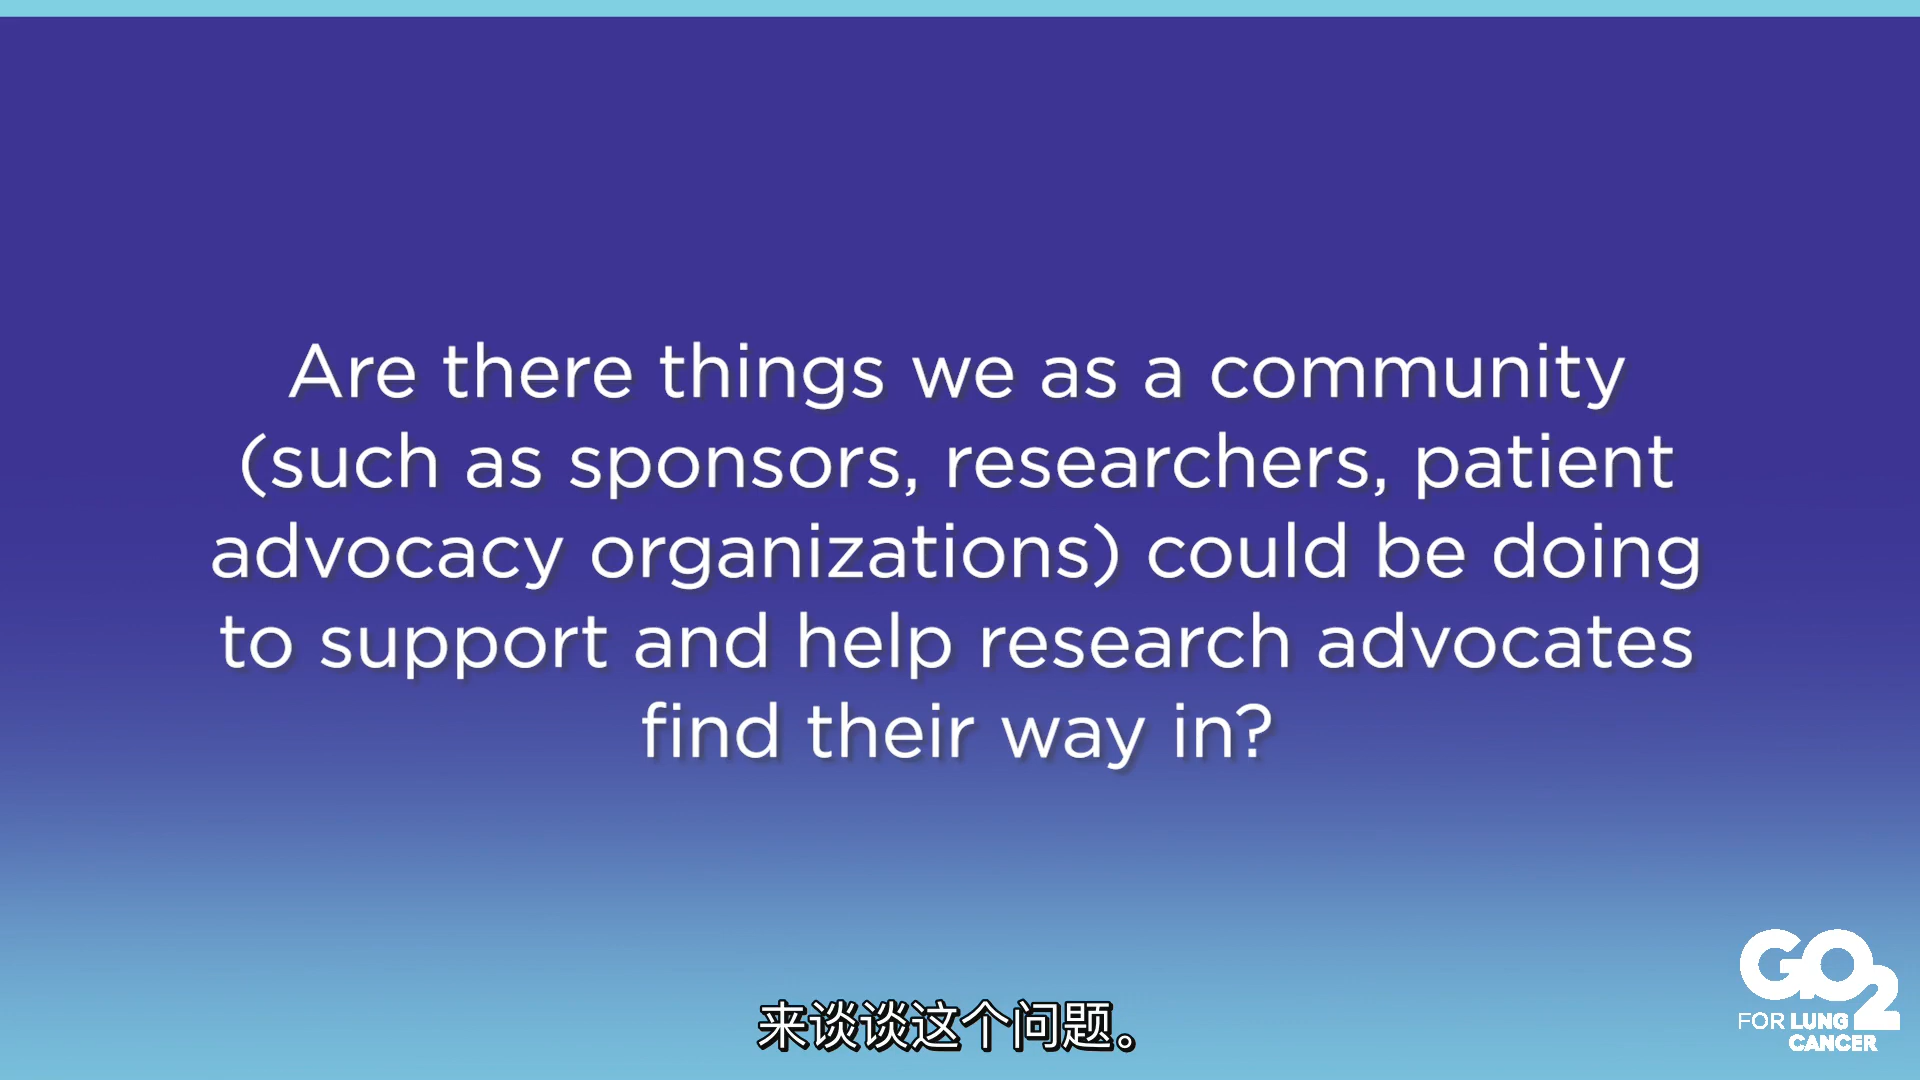 Are there things we as a community
(such as sponsors, researchers, patient
advocacy organizations) could be doing
to support and help research advocates
find their way in?
来谈谈这个问题。
GO2
FOR LUNG
CANCER